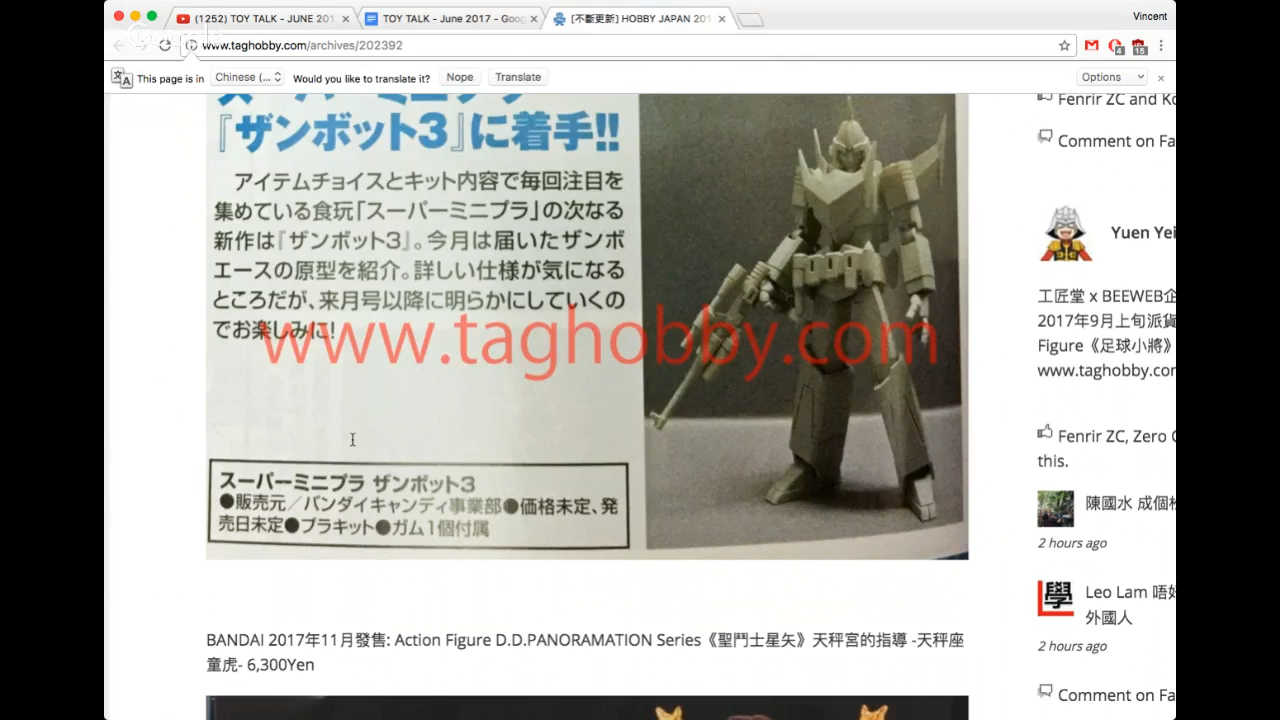 (1252) TOY TALK - JUNE 201
TOY TALK - June 2017 - Goog
[不斷更新] HOBBY JAPAN 201
Vincent
www.taghobby.com/archives/202392
4
15
This page is in
Chinese (...
Would you like to translate it?
Nope
Translate
Options
『ザンボット3』に着手!!
アイテムチョイスとキット内容で毎回注目を
集めている食玩「スーパーミニプラ」の次なる
新作は『ザンボット3』。今月は届いたザンボ
エースの原型を紹介。詳しい仕様が気になる
ところだが、来月号以降に明らかにしていくの
でお楽しみに!
www.taghobby.com
スーパーミニプラ ザンボット3
●販売元/バンダイキャンディ事業部●価格未定、発
売日未定●プラキット●ガム1個付属
BANDAI 2017年11月發售: Action Figure D.D.PANORAMATION Series《聖鬥士星矢》天秤宮的指導 -天秤座
童虎- 6,300Yen
Fenrir ZC and Ko
Comment on Fa
Yuen Yei
工匠堂 x BEEWEB企
2017年9月上旬派貨
Figure《足球小將》
www.taghobby.com
Fenrir ZC, Zero
this.
陳國水 成個
2 hours ago
學
Leo Lam 唔
外國人
2 hours ago
Comment on Fa